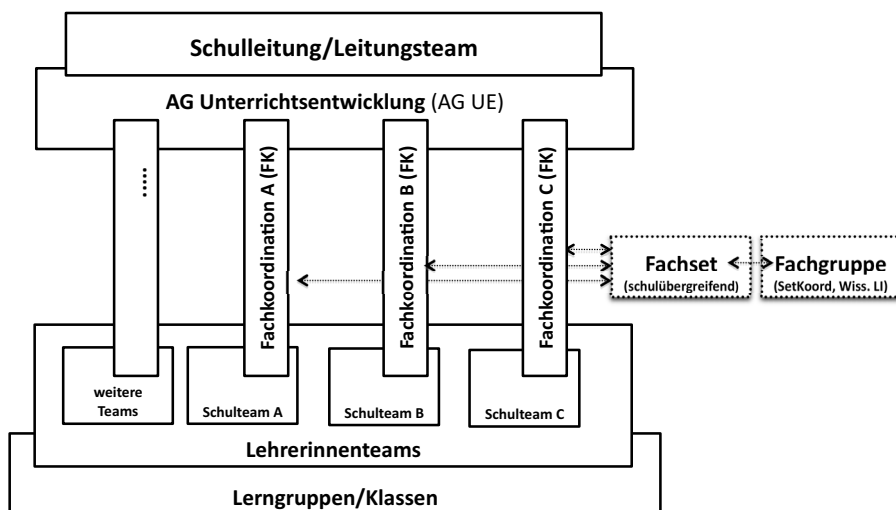 Schulleitung/Leitungsteam
AG Unterrichtsentwicklung (AG UE)
.....
Fachkoordination A (FK)
Fachkoordination B (FK)
Fachkoordination C (FK)
Fachset
(schulübergreifend)
Fachgruppe
(SetKoord, Wiss. LI)
weitere
Teams
Schulteam A
Schulteam B
Schulteam C
Lehrerinnenteams
Lerngruppen/Klassen